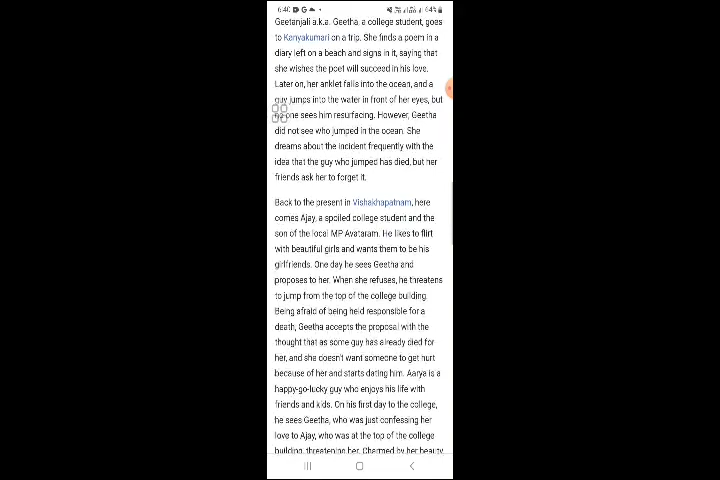 6:40 64%
Geetanjali a.k.a. Geetha, a college student, goes
to Kanyakumari on a trip. She finds a poem in a
diary left on a beach and signs in it, saying that
she wishes the poet will succeed in his love.
Later on, her anklet falls into the ocean, and a
guy jumps into the water in front of her eyes, but
no one sees him resurfacing. However, Geetha
did not see who jumped in the ocean. She
dreams about the incident frequently with the
idea that the guy who jumped has died, but her
friends ask her to forget it.
Back to the present in Vishakhapatnam, here
comes Ajay, a spoiled college student and the
son of the local MP Avataram. He likes to flirt
with beautiful girls and wants them to be his
girlfriends. One day he sees Geetha and
proposes to her. When she refuses, he threatens
to jump from the top of the college building.
Being afraid of being held responsible for a
death, Geetha accepts the proposal with the
thought that as some guy has already died for
her, and she doesn't want someone to get hurt
because of her and starts dating him. Aarya is a
happy-go-lucky guy who enjoys his life with
friends and kids. On his first day to the college,
he sees Geetha, who was just confessing her
love to Ajay, who was at the top of the college
building, threatening her. Charmed by her beauty